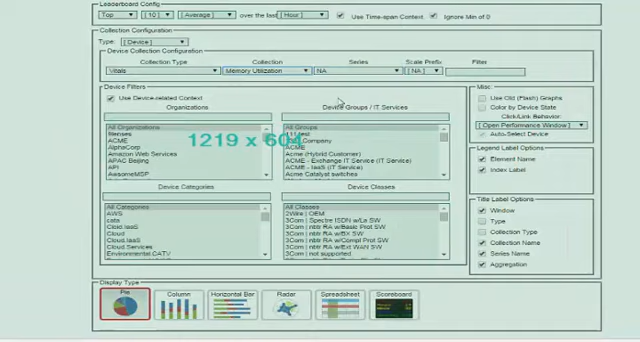 Leaderboard Config
Top [ 10 ] [ Average ] over the last [ Hour ] Use Time-span Context Ignore Min of 0
Collection Configuration
Type: [ Device ]
Device Collection Configuration
Collection Type Collection Series Scale Prefix Filter
Vitals Memory Utilization NA [ NA ]
Device Filters
Use Device-related Context
Organizations
All Organizations
ACME
AlphaCorp
Amazon Web Services
APAC Beijing
API
AwesomeMSP
Device Groups / IT Services
All Groups
111 test
Company
ACME
Acme (Hybrid Customer)
ACME - Exchange IT Service (IT Service)
ACME - IaaS (IT Service)
Acme Catalyst switches
1219 x 604
Device Categories
All Categories
AWS
cats
Cloid IaaS
Cloud
Cloud Services
Environmental.CATV
Device Classes
All Classes
2Wire | OEM
3Com | Spectre ISDN w/Le SW
3Com | nbtr RA w/Basic Prot SW
3Com | nbtr RA w/BX SW
3Com | nbtr RA w/Compl Prot SW
3Com | nbtr RA w/Ext WAN SW
3Com | not supported
Misc.
Use Old (Flash) Graphs
Color by Device State
Click/Link Behavior:
[ Open Performance Window ]
Auto-Select Device
Legend Label Options
Element Name
Index Label
Title Label Options
Window
Type
Collection Type
Collection Name
Series Name
Aggregation
Display Type
Pie Column Horizontal Bar Radar Spreadsheet Scoreboard